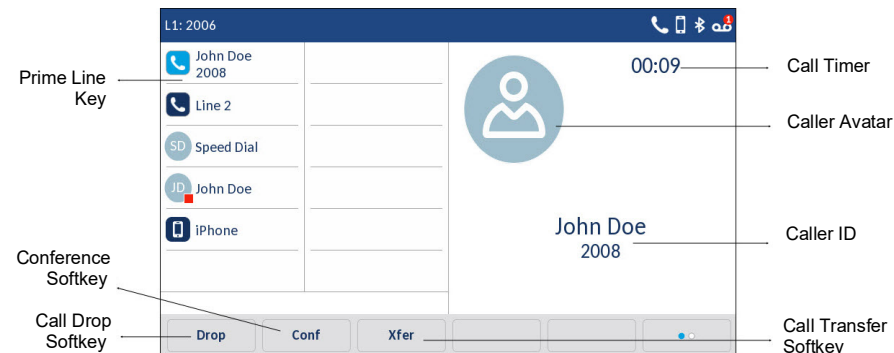 L1: 2006
1
John Doe
2008
Line 2
SD Speed Dial
JD John Doe
iPhone
00:09
John Doe
2008
Drop Conf Xfer
Prime Line
Key
Conference
Softkey
Call Drop
Softkey
Call Timer
Caller Avatar
Caller ID
Call Transfer
Softkey